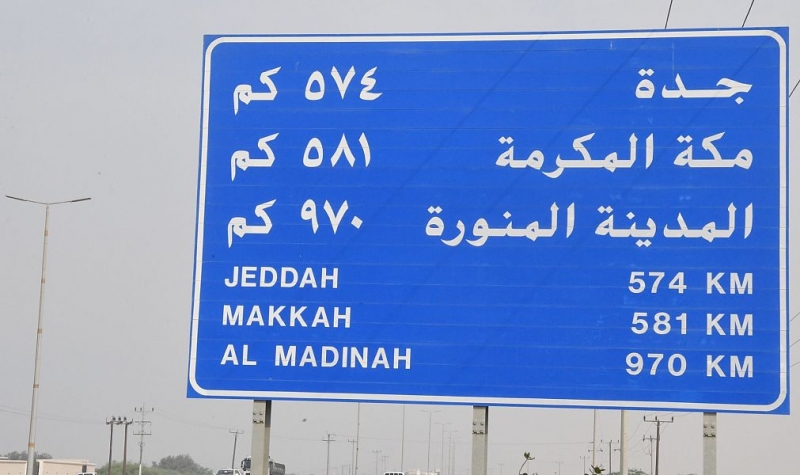 جدة ٥٧٤ كم
مكة المكرمة ٥٨١ كم
المدينة المنورة ٩٧٠ كم
JEDDAH 574 KM
MAKKAH 581 KM
AL MADINAH 970 KM